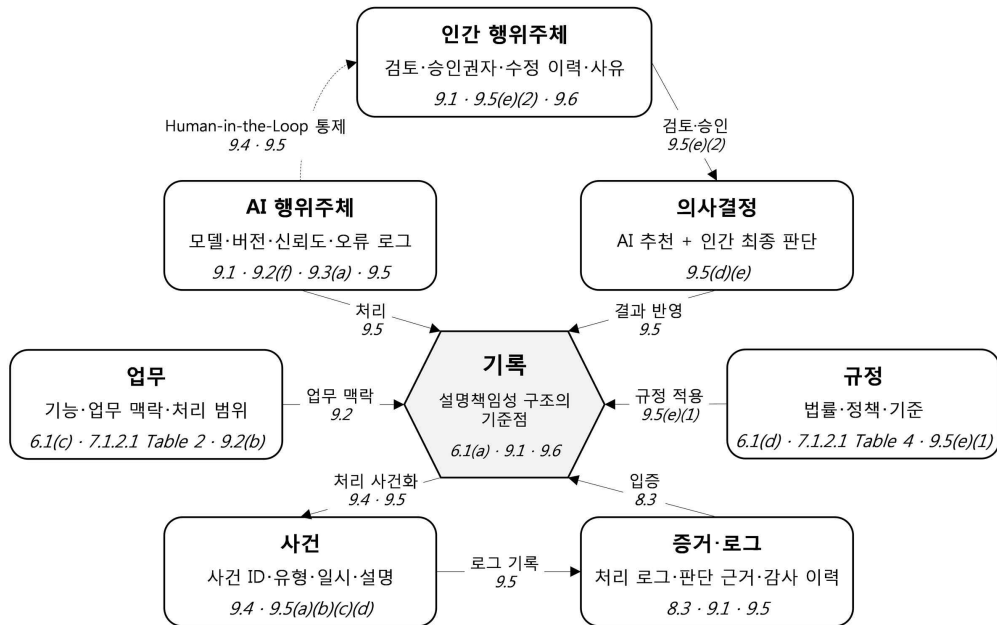 인간 행위주체
검토·승인권자·수정 이력·사유
9.1 · 9.5(e)(2) · 9.6
Human-in-the-Loop 통제
9.4 · 9.5
검토·승인
9.5(e)(2)
AI 행위주체
모델·버전·신뢰도·오류 로그
9.1 · 9.2(f) · 9.3(a) · 9.5
의사결정
AI 추천 + 인간 최종 판단
9.5(d)(e)
처리
9.5
결과 반영
9.5
업무
기능·업무 맥락·처리 범위
6.1(c) · 7.1.2.1 Table 2 · 9.2(b)
업무 맥락
9.2
기록
설명책임성 구조의
기준점
6.1(a) · 9.1 · 9.6
규정 적용
9.5(e)(1)
규정
법률·정책·기준
6.1(d) · 7.1.2.1 Table 4 · 9.5(e)(1)
처리 사건화
9.4 · 9.5
입증
8.3
사건
사건 ID·유형·일시·설명
9.4 · 9.5(a)(b)(c)(d)
로그 기록
9.5
증거·로그
처리 로그·판단 근거·감사 이력
8.3 · 9.1 · 9.5